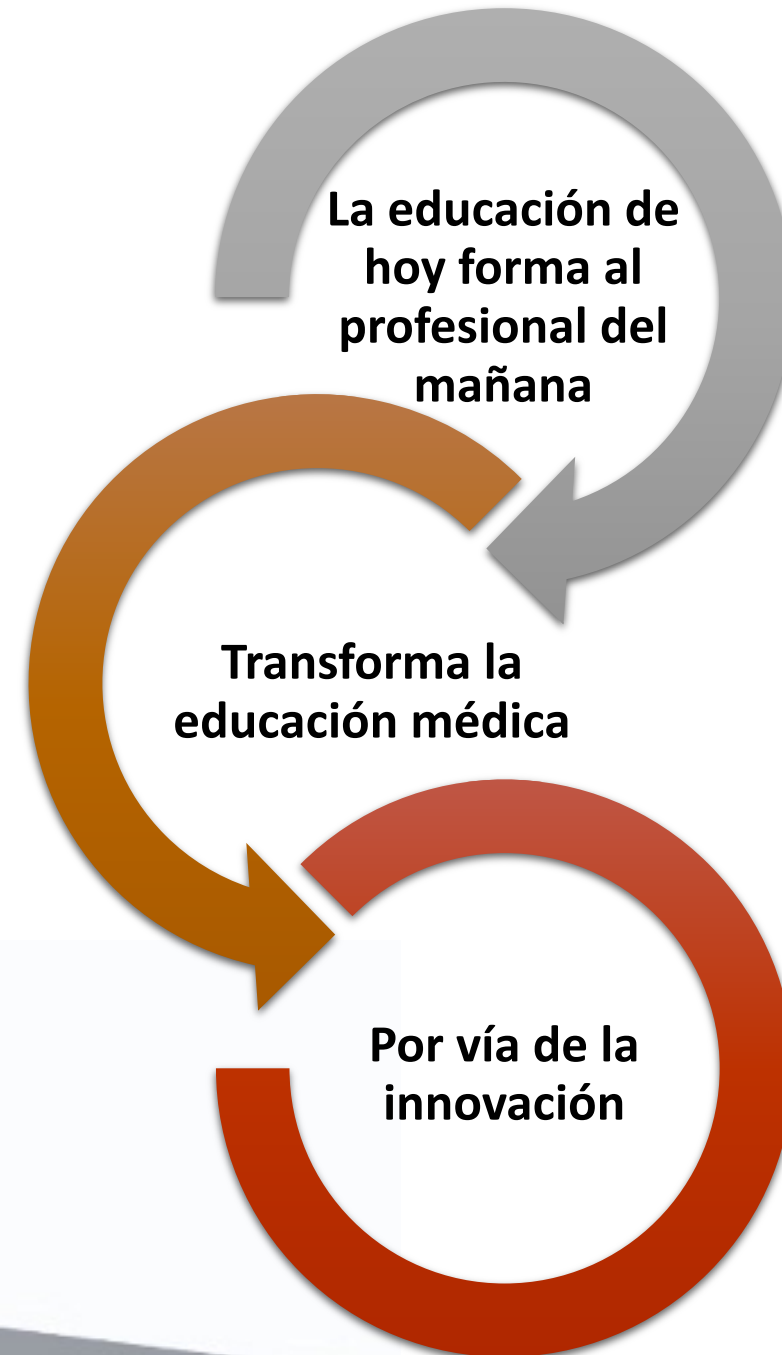 La educación de
hoy forma al
profesional del
mañana
Transforma la
educación médica
Por vía de la
innovación